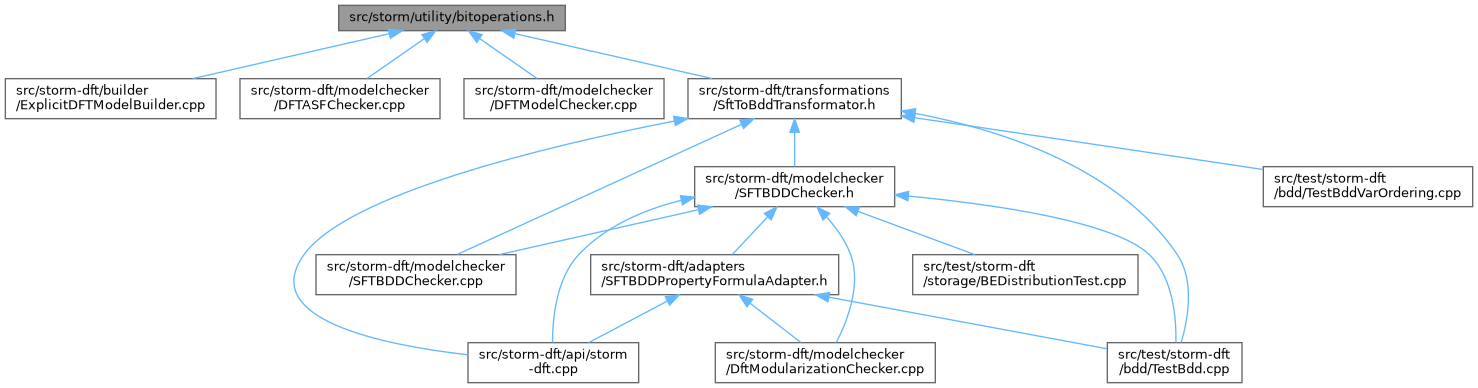 src/storm/utility/bitoperations.h
src/storm-dft/builder
/ExplicitDFTModelBuilder.cpp
src/storm-dft/modelchecker
/DFTASFChecker.cpp
src/storm-dft/modelchecker
/DFTModelChecker.cpp
src/storm-dft/transformations
/SftToBddTransformator.h
src/storm-dft/modelchecker
/SFTBDDChecker.h
src/test/storm-dft
/bdd/TestBddVarOrdering.cpp
src/storm-dft/modelchecker
/SFTBDDChecker.cpp
src/storm-dft/adapters
/SFTBDDPropertyFormulaAdapter.h
src/test/storm-dft
/storage/BEDistributionTest.cpp
src/storm-dft/api/storm
-dft.cpp
src/storm-dft/modelchecker
/DftModularizationChecker.cpp
src/test/storm-dft
/bdd/TestBdd.cpp